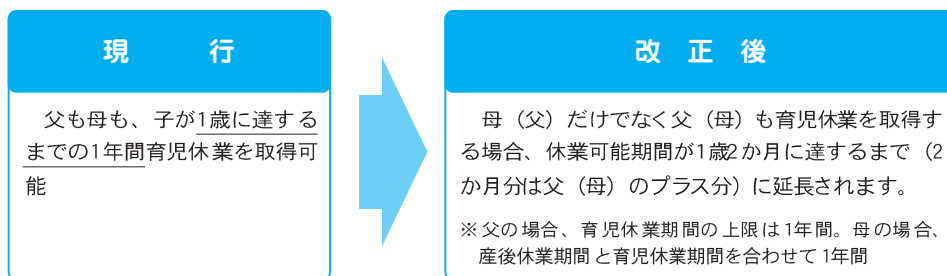 現行
父も母も、子が1歳に達する
までの1年間育児休業を取得可
能
改正後
母（父）だけでなく父（母）も育児休業を取得す
る場合、休業可能期間が1歳2か月に達するまで（2
か月分は父（母）のプラス分）に延長されます。
※父の場合、育児休業期間の上限は1年間。母の場合、
産後休業期間と育児休業期間を合わせて1年間